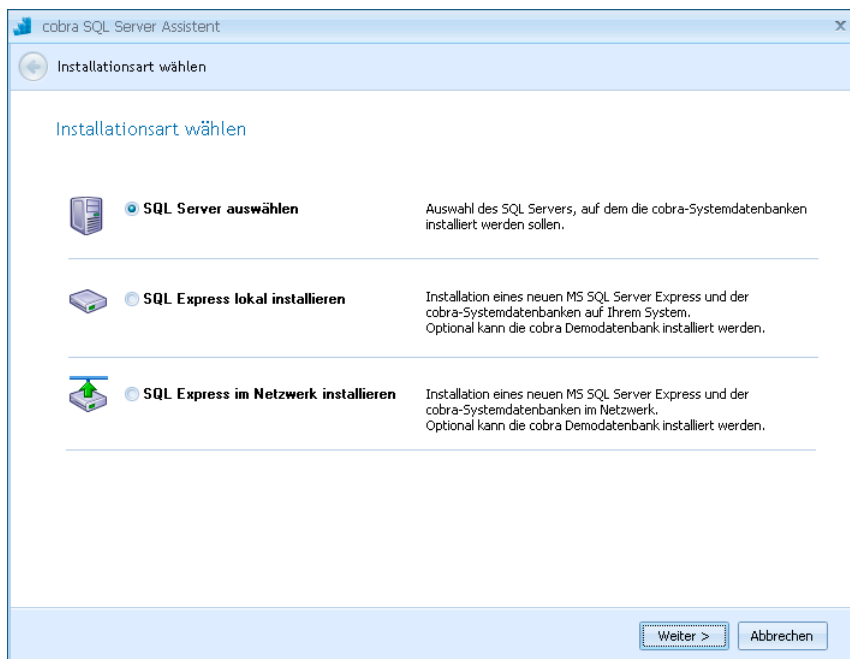 cobra SQL Server Assistent
Installationsart wählen
Installationsart wählen
SQL Server auswählen
Auswahl des SQL Servers, auf dem die cobra-Systemdatenbanken
installiert werden sollen.
SQL Express lokal installieren
Installation eines neuen MS SQL Server Express und der
cobra-Systemdatenbanken auf Ihrem System.
Optional kann die cobra Demodatenbank installiert werden.
SQL Express im Netzwerk installieren
Installation eines neuen MS SQL Server Express und der
cobra-Systemdatenbanken im Netzwerk.
Optional kann die cobra Demodatenbank installiert werden.
Weiter >
Abbrechen